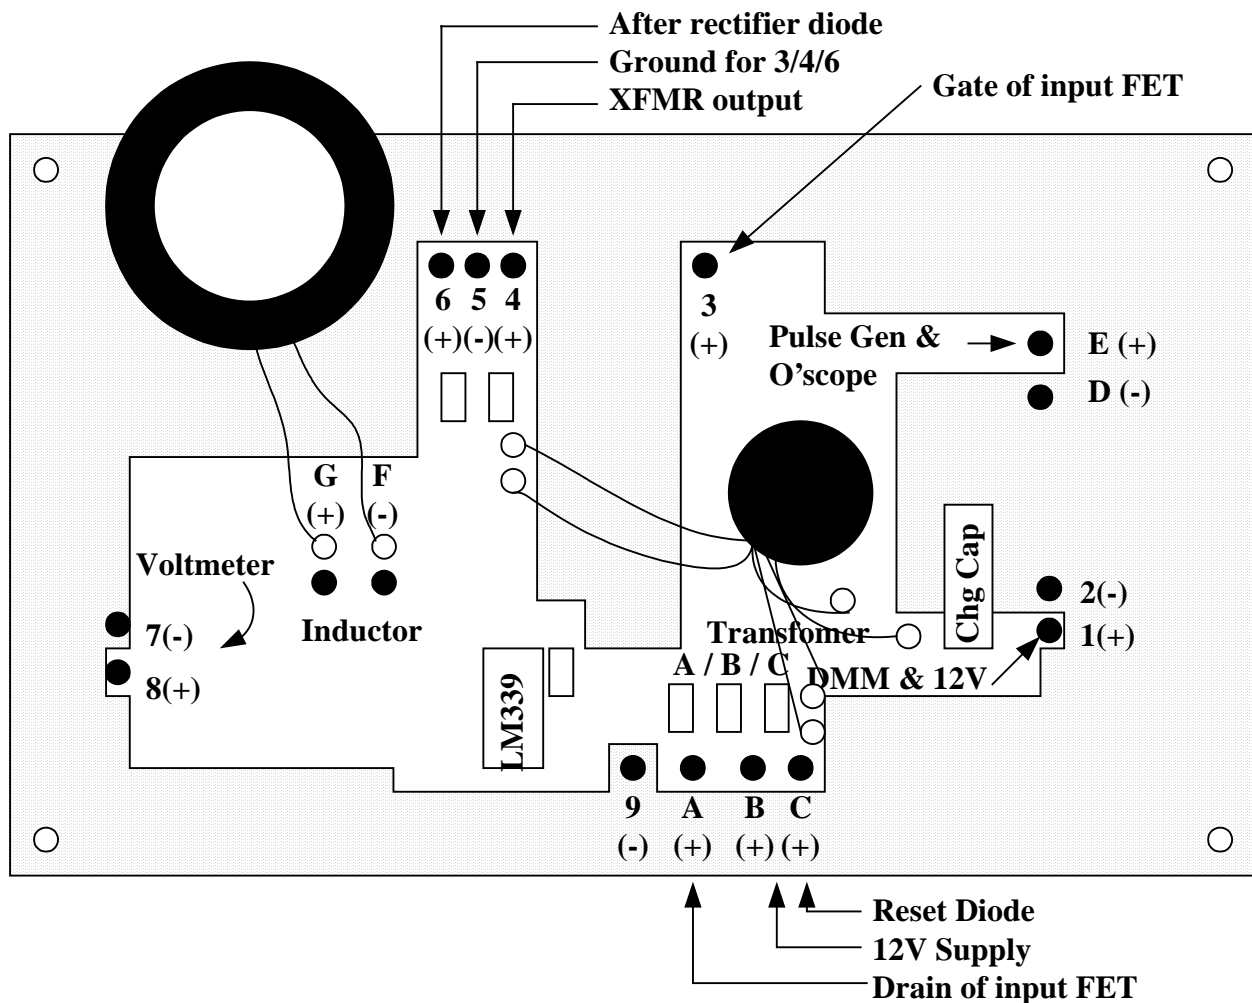 After rectifier diode
Ground for 3/4/6
XFMR output
Gate of input FET
6 5 4
(+) (-) (+)
3
(+)
Pulse Gen &
O'scope
E (+)
D (-)
G F
(+) (-)
Voltmeter
Inductor
7(-)
8(+)
Chg Cap
2(-)
1(+)
Transfomer
A / B / C
DMM & 12V
LM339
9 A B C
(-) (+) (+) (+)
Reset Diode
12V Supply
Drain of input FET